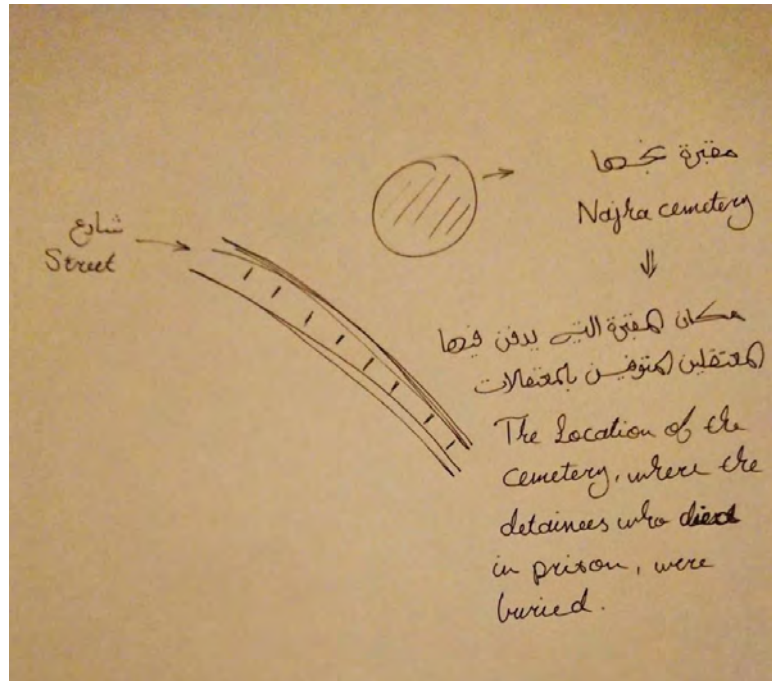 مقبرة نجها
Najha cemetery
شارع
Street
مكان المقبرة التي يدفن فيها
المعتقلين المتوفين بالمعتقلات
The Location of the
cemetery, where the
detainees who died
in prison, were
buried.